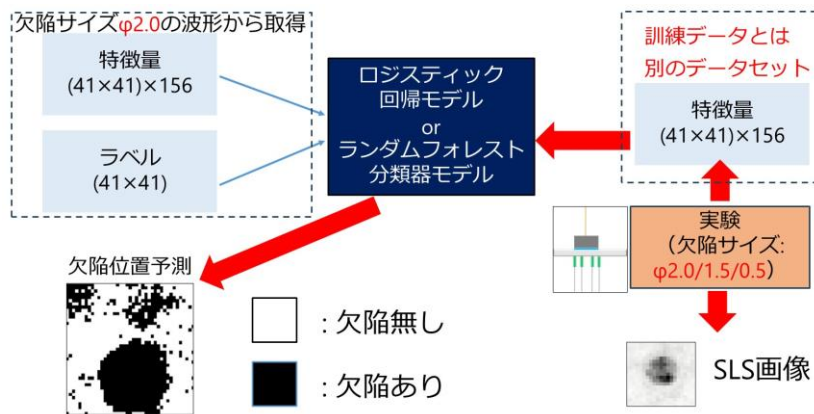 欠陥サイズφ2.0の波形から取得
特徴量
(41×41)×156
ラベル
(41×41)
ロジスティック
回帰モデル
or
ランダムフォレスト
分類器モデル
訓練データとは
別のデータセット
特徴量
(41×41)×156
実験
（欠陥サイズ:
φ2.0/1.5/0.5）
欠陥位置予測
: 欠陥無し
: 欠陥あり
SLS画像